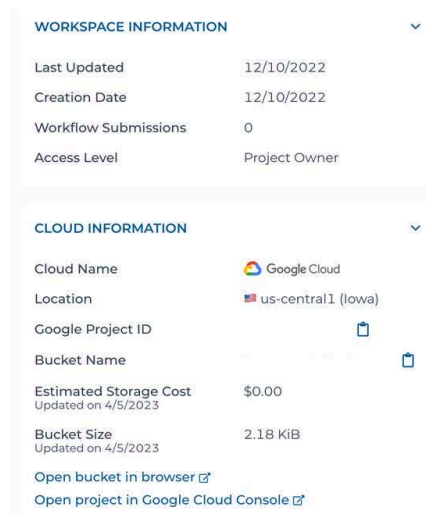 WORKSPACE INFORMATION
Last Updated 12/10/2022
Creation Date 12/10/2022
Workflow Submissions 0
Access Level Project Owner
CLOUD INFORMATION
Cloud Name Google Cloud
Location us-central1 (Iowa)
Google Project ID
Bucket Name
Estimated Storage Cost $0.00
Updated on 4/5/2023
Bucket Size 2.18 KiB
Updated on 4/5/2023
Open bucket in browser
Open project in Google Cloud Console